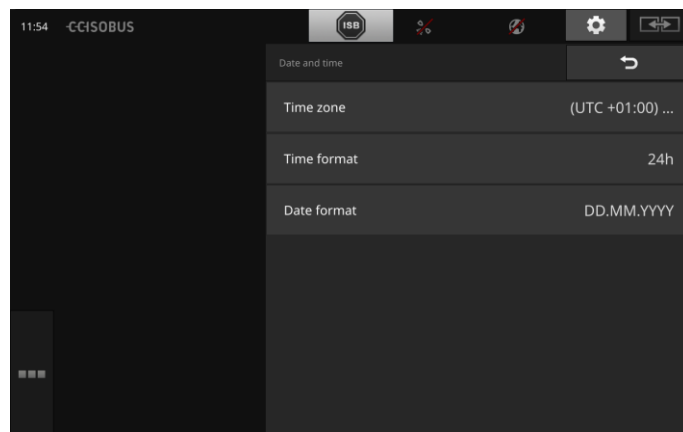 11:54 CCISOBUS ISB
Date and time
Time zone (UTC +01:00) ...
Time format 24h
Date format DD.MM.YYYY